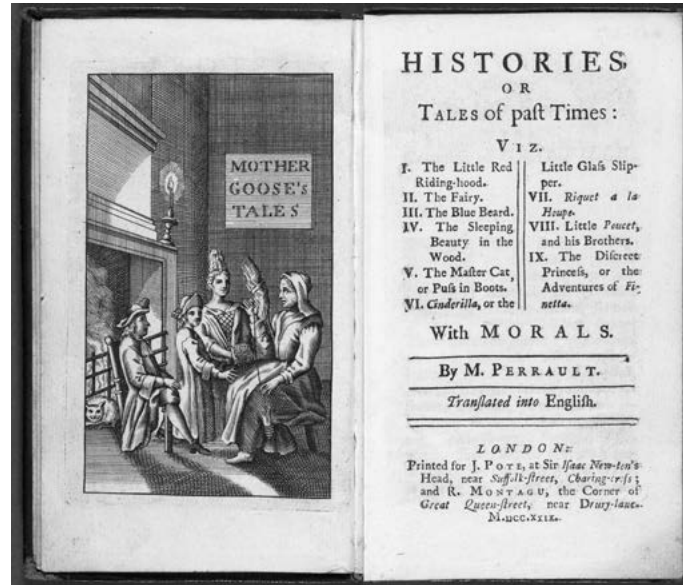 MOTHER
GOOSE's
TALES
HISTORIES,
OR
TALES of paſt Times:
VIZ.
I. The Little Red
Riding-hood.
II. The Fairy.
III. The Blue Beard.
IV. The Sleeping
Beauty in the
Wood.
V. The Maſter Cat,
or Puſs in Boots.
VI. Cinderilla, or the
Little Glaſs Slip-
per.
VII. Riquet a la
Houpe.
VIII. Little Poucet,
and his Brothers.
IX. The Diſcreet
Princeſs, or the
Adventures of Fi-
netta.
With MORALS.
By M. PERRAULT.
Tranſlated into Engliſh.
LONDON:
Printed for J. POTE, at Sir Iſaac New-ton's
Head, near Suffolk-ſtreet, Charing-croſs;
and R. MONTAGU, the Corner of
Great Queen-ſtreet, near Drury-lane.
M.DCC.XXIX.